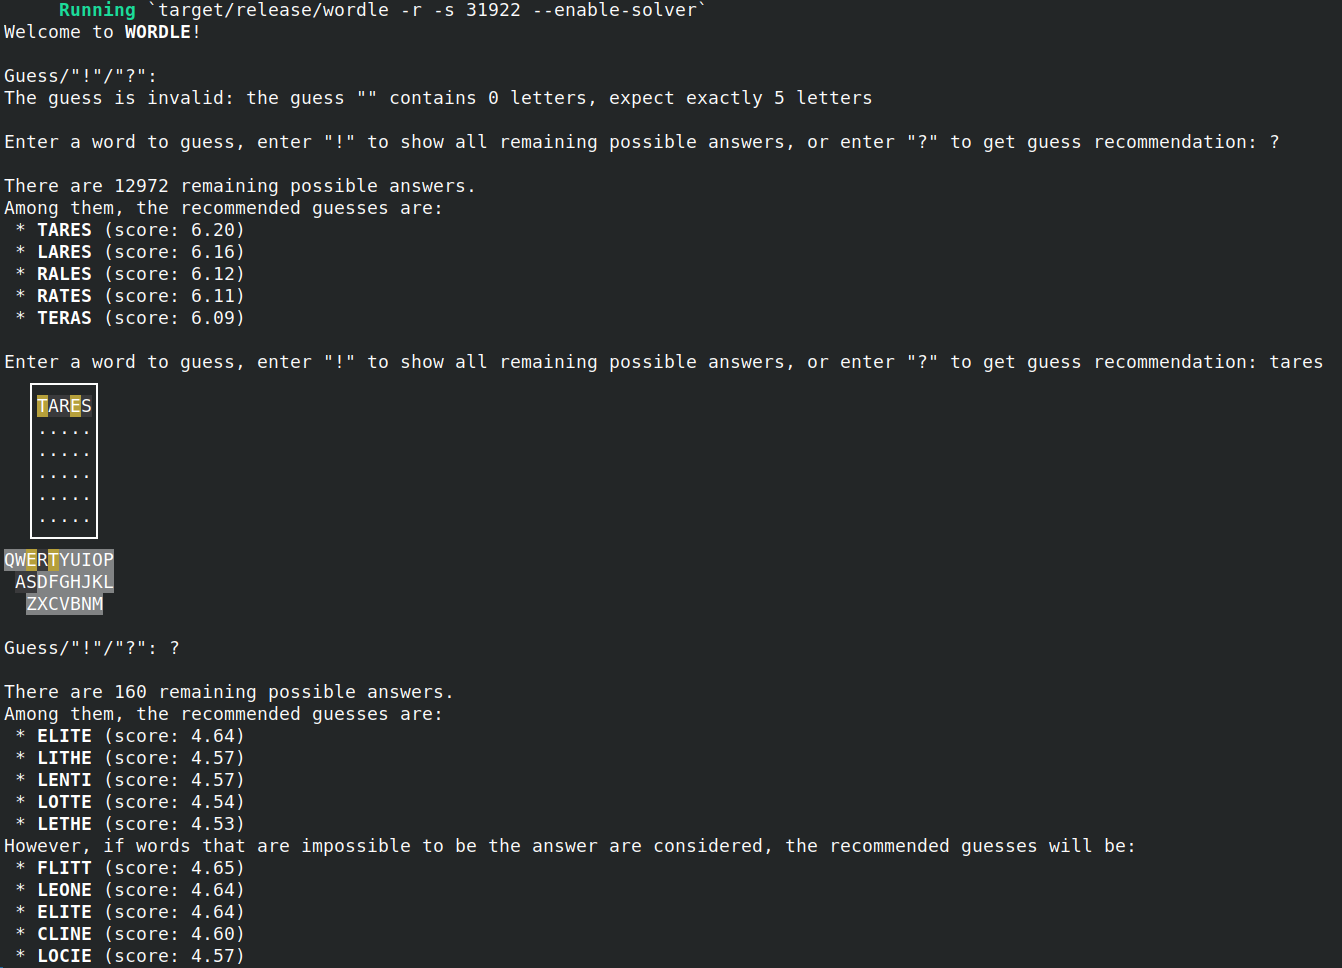 Running `target/release/wordle -r -s 31922 --enable-solver`
Welcome to WORDLE!
Guess/"!"/"?":
The guess is invalid: the guess "" contains 0 letters, expect exactly 5 letters
Enter a word to guess, enter "!" to show all remaining possible answers, or enter "?" to get guess recommendation: ?
There are 12972 remaining possible answers.
Among them, the recommended guesses are:
* TARES (score: 6.20)
* LARES (score: 6.16)
* RALES (score: 6.12)
* RATES (score: 6.11)
* TERAS (score: 6.09)
Enter a word to guess, enter "!" to show all remaining possible answers, or enter "?" to get guess recommendation: tares
TARES
.....
.....
.....
.....
.....
QWERTYUIOP
ASDFGHJKL
ZXCVBNM
Guess/"!"/"?": ?
There are 160 remaining possible answers.
Among them, the recommended guesses are:
* ELITE (score: 4.64)
* LITHE (score: 4.57)
* LENTI (score: 4.57)
* LOTTE (score: 4.54)
* LETHE (score: 4.53)
However, if words that are impossible to be the answer are considered, the recommended guesses will be:
* FLITT (score: 4.65)
* LEONE (score: 4.64)
* ELITE (score: 4.64)
* CLINE (score: 4.60)
* LOCIE (score: 4.57)